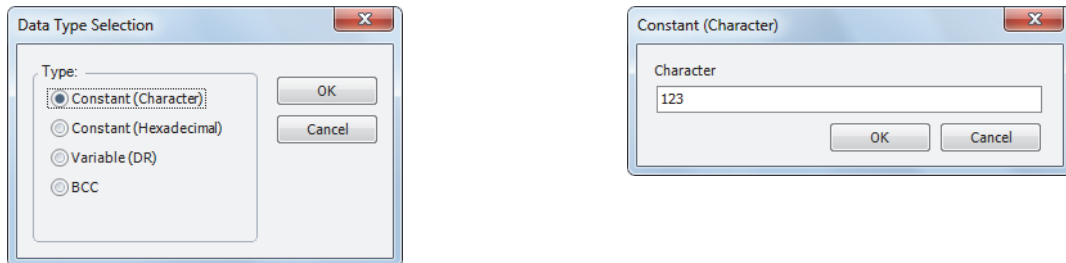 Data Type Selection
Type:
Constant (Character)
Constant (Hexadecimal)
Variable (DR)
BCC
OK
Cancel
Constant (Character)
Character
123
OK
Cancel